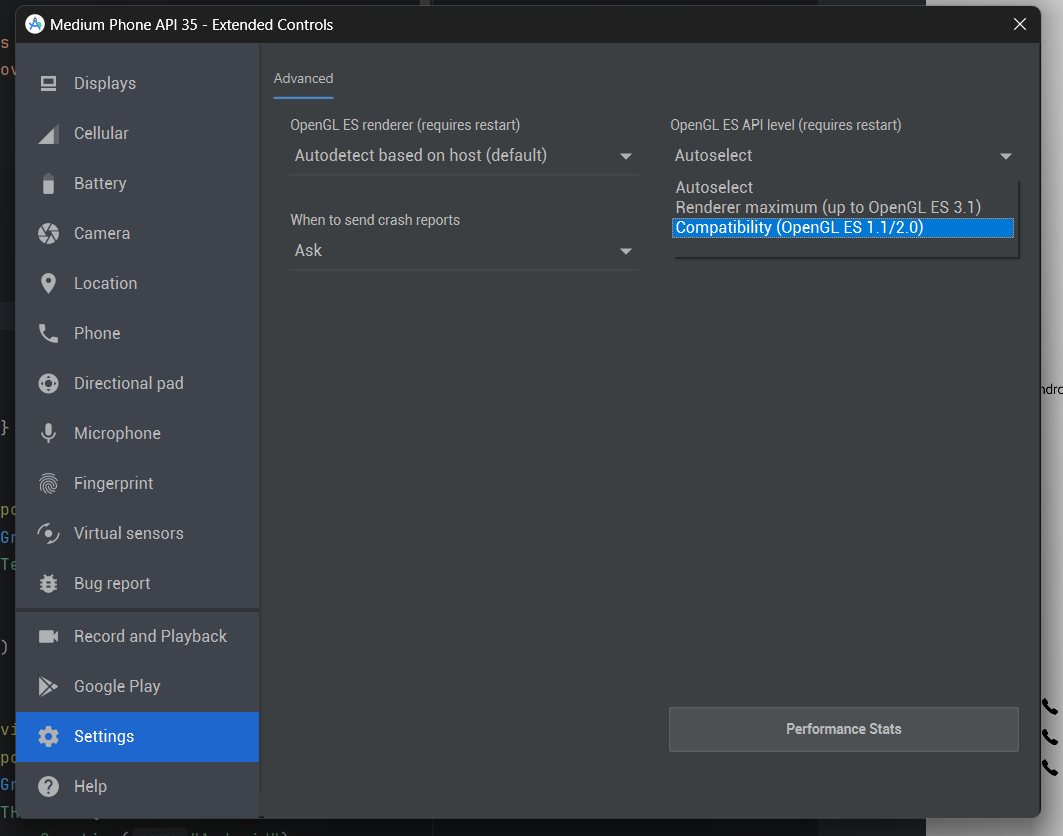 Medium Phone API 35 - Extended Controls
Displays
Cellular
Battery
Camera
Location
Phone
Directional pad
Microphone
Fingerprint
Virtual sensors
Bug report
Record and Playback
Google Play
Settings
Help
Advanced
OpenGL ES renderer (requires restart)
Autodetect based on host (default)
When to send crash reports
Ask
OpenGL ES API level (requires restart)
Autoselect
Autoselect
Renderer maximum (up to OpenGL ES 3.1)
Compatibility (OpenGL ES 1.1/2.0)
Performance Stats